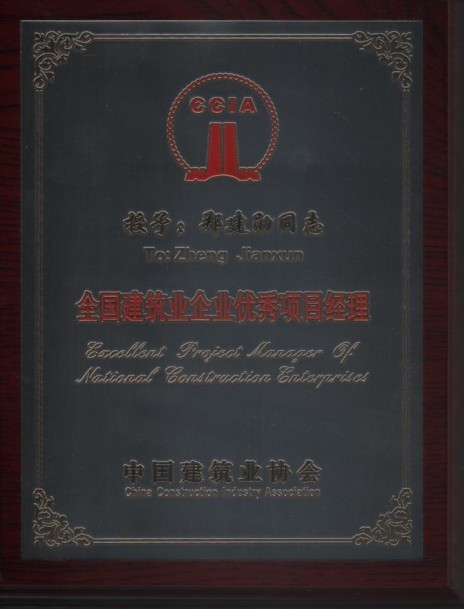 CCIA
授予：郑建勋同志
To: Zheng Jianxun
全国建筑业企业优秀项目经理
Excellent Project Manager Of
National Construction Enterprises
中国建筑业协会
China Construction Industry Association